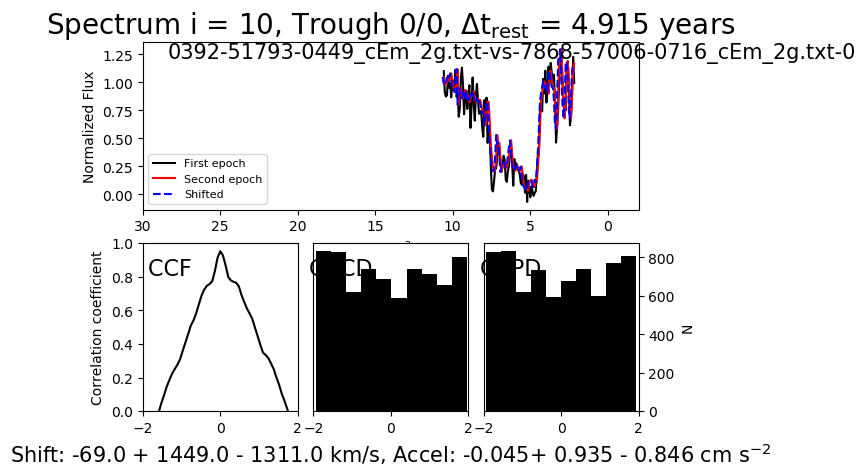 Spectrum i = 10, Trough 0/0, Δt_rest = 4.915 years
0392-51793-0449_cEm_2g.txt-vs-7868-57006-0716_cEm_2g.txt-0
Normalized Flux
1.25
1.00
0.75
0.50
0.25
0.00
First epoch
Second epoch
Shifted
30 25 20 15 10 5 0
Correlation coefficient
1.0
0.8
0.6
0.4
0.2
0.0
CCF
−2 0 2
−2 0 2
−2 0 2
800
600
400
200
0
N
Shift: -69.0 + 1449.0 - 1311.0 km/s, Accel: -0.045+ 0.935 - 0.846 cm s⁻²